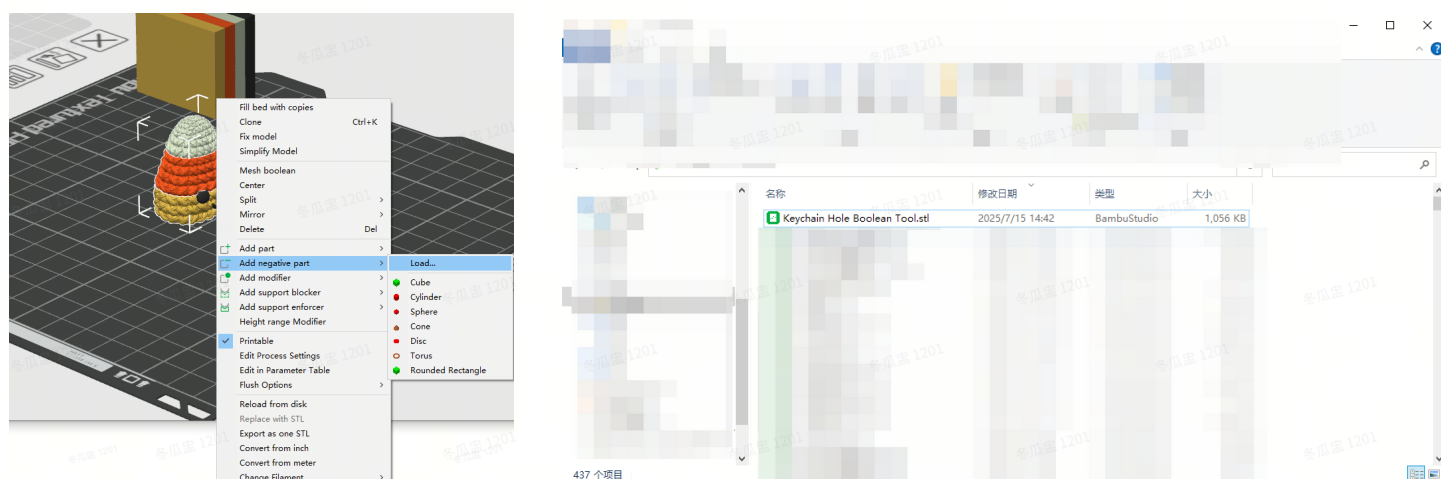 Fill bed with copies
Clone Ctrl+K
Fix model
Simplify Model
Mesh boolean
Center
Split
Mirror
Delete Del
Add part
Add negative part
Add modifier
Add support blocker
Add support enforcer
Height range Modifier
Printable
Edit Process Settings
Edit in Parameter Table
Flush Options
Reload from disk
Replace with STL
Export as one STL
Convert from inch
Convert from meter
Change Filament
Load...
Cube
Cylinder
Sphere
Cone
Disc
Torus
Rounded Rectangle
名称 修改日期 类型 大小
Keychain Hole Boolean Tool.stl 2025/7/15 14:42 BambuStudio 1,056 KB
437 个项目
冬瓜蛊 1201